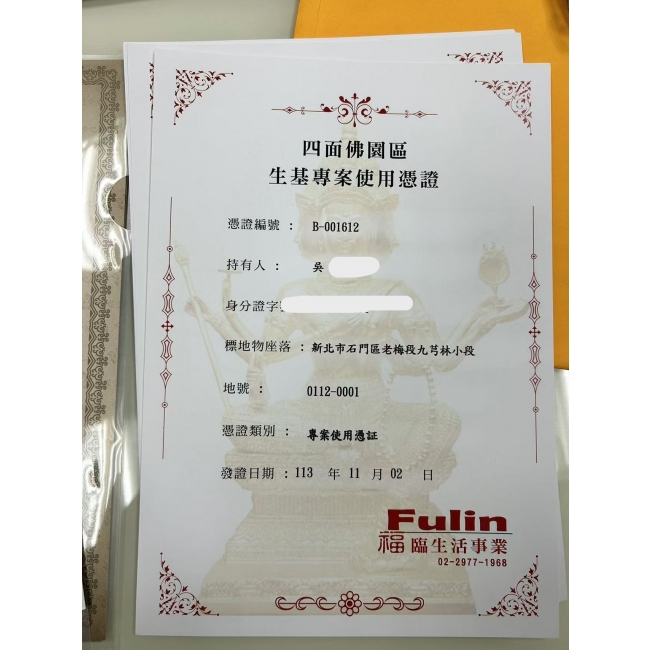 四面佛園區
生基專案使用憑證
憑證編號 : B-001612
持有人 : 吳
身分證字
標地物座落 : 新北市石門區老梅段九芎林小段
地號 : 0112-0001
憑證類別 : 專案使用憑証
發證日期 : 113 年 11 月 02 日
Fulin
福臨生活事業
02-2977-1968